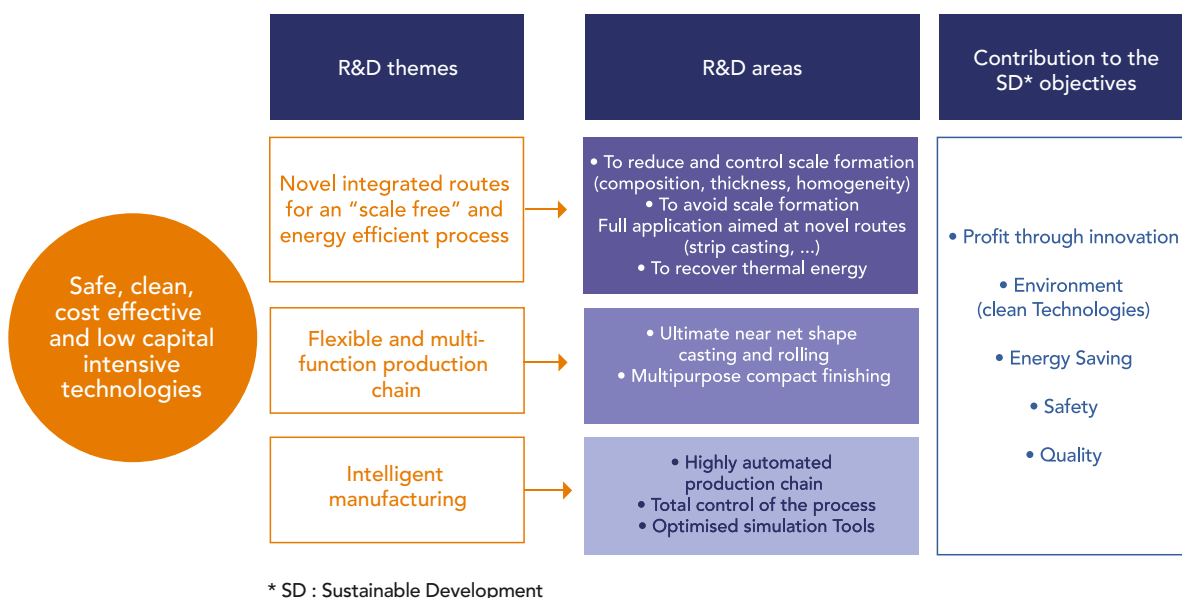 R&D themes
R&D areas
Contribution to the
SD* objectives
Safe, clean,
cost effective
and low capital
intensive
technologies
Novel integrated routes
for an “scale free” and
energy efficient process
• To reduce and control scale formation
(composition, thickness, homogeneity)
• To avoid scale formation
Full application aimed at novel routes
(strip casting, ...)
• To recover thermal energy
Flexible and multi-
function production
chain
• Ultimate near net shape
casting and rolling
• Multipurpose compact finishing
Intelligent
manufacturing
• Highly automated
production chain
• Total control of the process
• Optimised simulation Tools
• Profit through innovation
• Environment
(clean Technologies)
• Energy Saving
• Safety
• Quality
* SD : Sustainable Development